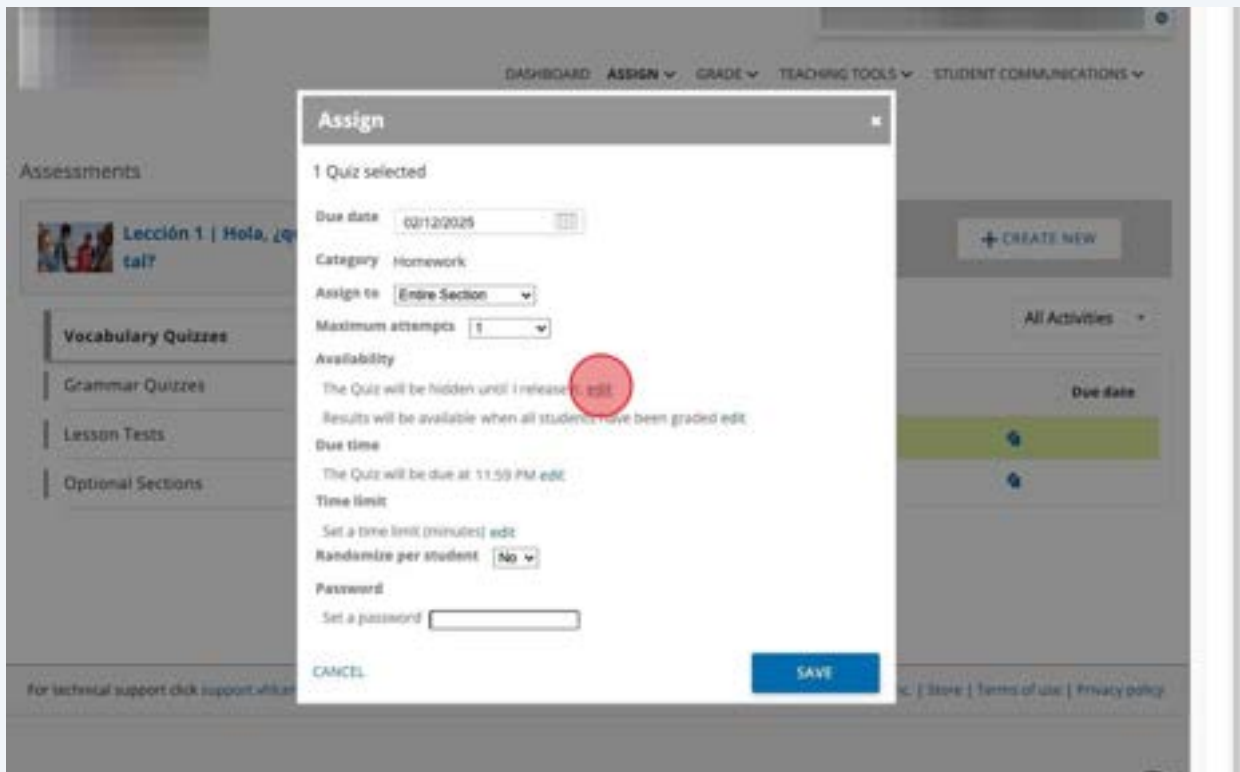 DASHBOARD ASSIGN GRADE TEACHING TOOLS STUDENT COMMUNICATIONS
Assign
Assessments
1 Quiz selected
Due date 02/12/2025
Lección 1 | Hola, ¿qu
tal?
+ CREATE NEW
Category Homework
Assign to Entire Section
All Activities
Maximum attempts 1
Vocabulary Quizzes
Availability
The Quiz will be hidden until I release it. edit
Grammar Quizzes
Due date
Results will be available when all students have been graded edit
Lesson Tests
Due time
The Quiz will be due at 11:59 PM edit
Optional Sections
Time limit
Set a time limit (minutes) edit
Randomize per student No
Password
Set a password
CANCEL
SAVE
For technical support click | Store | Terms of use | Privacy policy